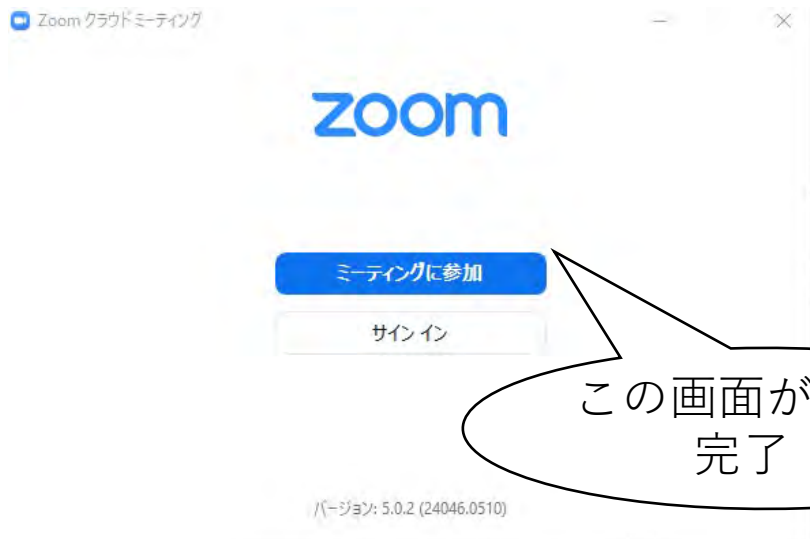 Zoom クラウド ミーティング
zoom
ミーティングに参加
サイン イン
この画面が
完了
バージョン: 5.0.2 (24046.0510)